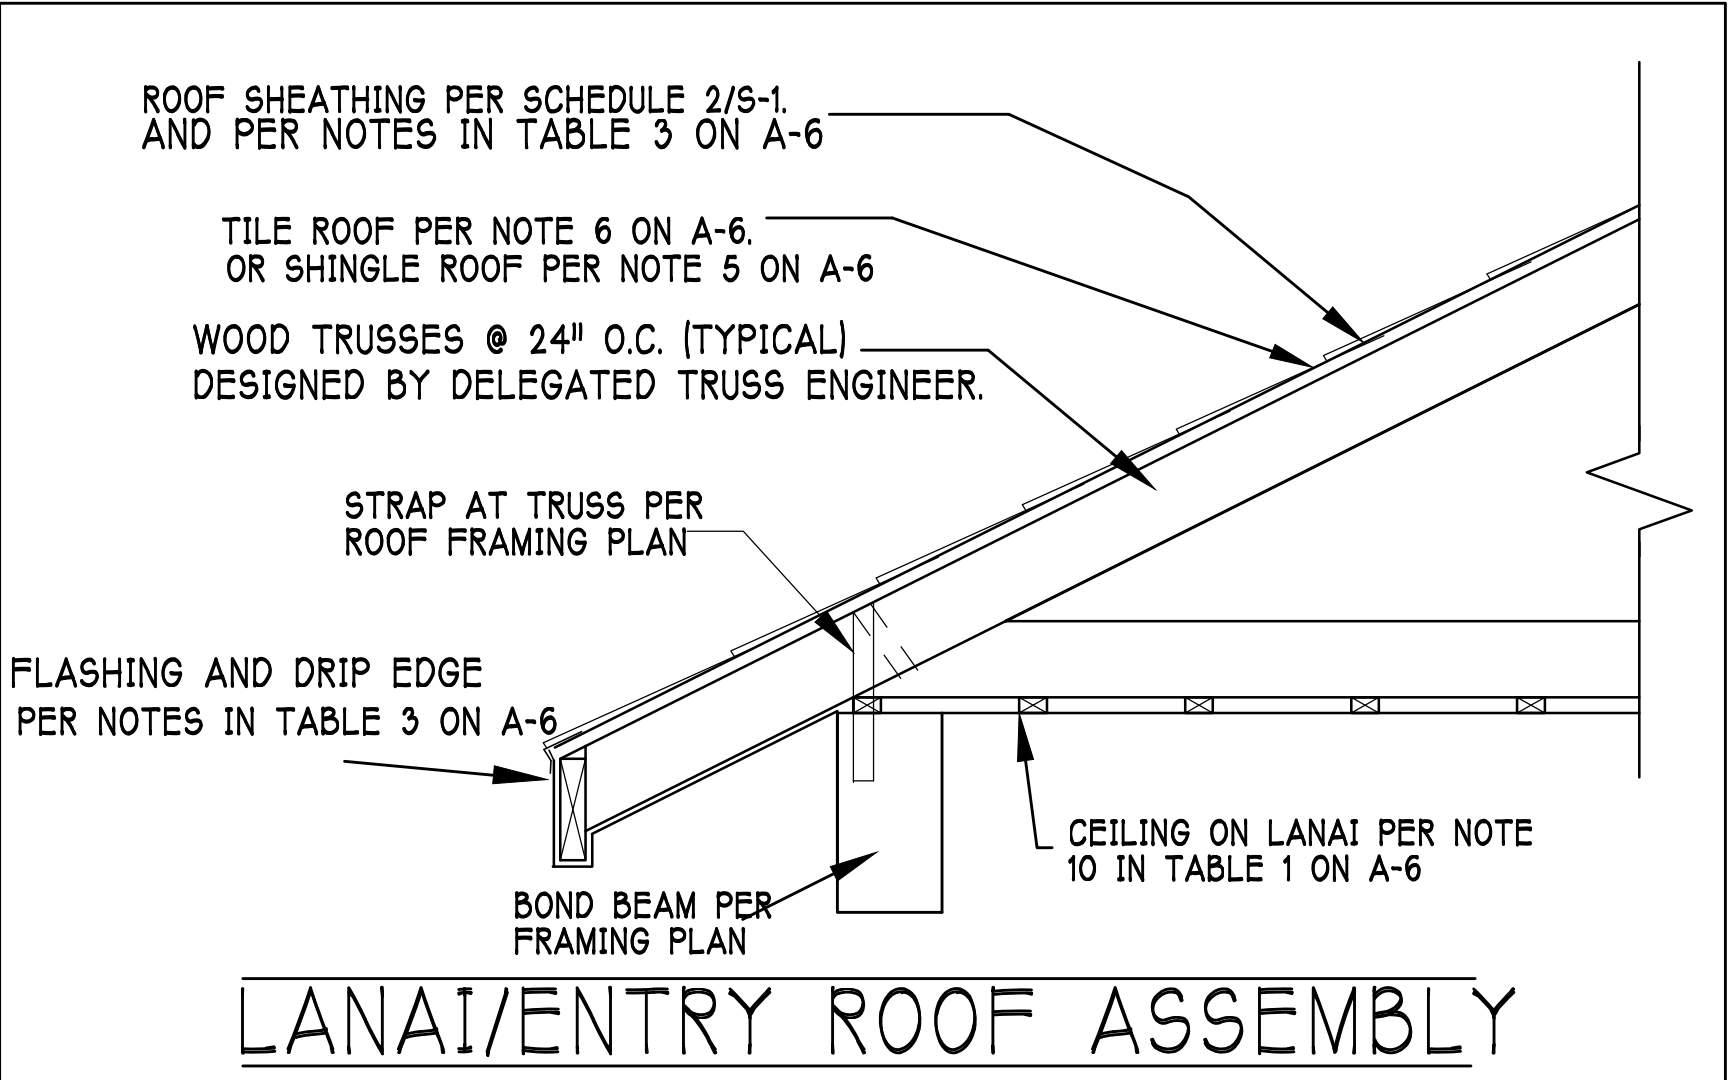 ROOF SHEATHING PER SCHEDULE 2/S-1.
AND PER NOTES IN TABLE 3 ON A-6
TILE ROOF PER NOTE 6 ON A-6.
OR SHINGLE ROOF PER NOTE 5 ON A-6
WOOD TRUSSES @ 24" O.C. (TYPICAL)
DESIGNED BY DELEGATED TRUSS ENGINEER.
STRAP AT TRUSS PER
ROOF FRAMING PLAN
FLASHING AND DRIP EDGE
PER NOTES IN TABLE 3 ON A-6
CEILING ON LANAI PER NOTE
10 IN TABLE 1 ON A-6
BOND BEAM PER
FRAMING PLAN
LANAI/ENTRY ROOF ASSEMBLY